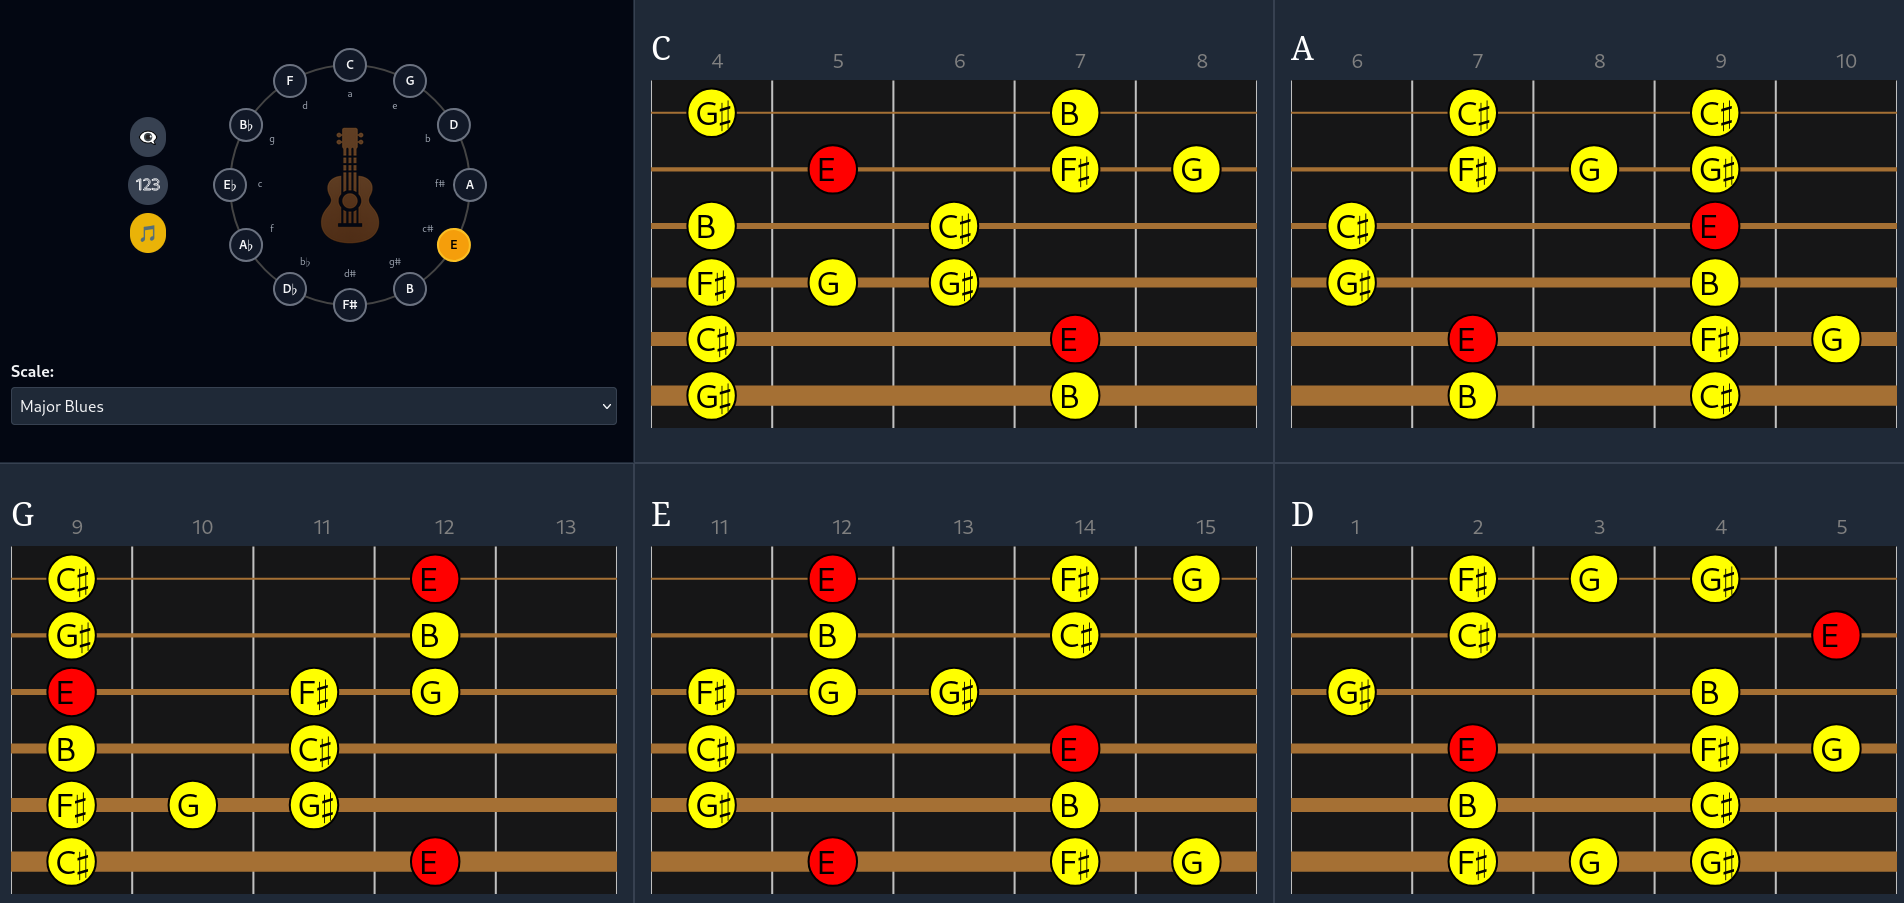 C
F G
d a e
B♭ D
g b
E♭ c f# A
123
f c#
A♭ E
b♭ d# g#
D♭ F# B
Scale:
Major Blues
C
4 5 6 7 8
G♯ B
E F♯ G
B C♯
F♯ G G♯
C♯ E
G♯ B
A
6 7 8 9 10
C♯ C♯
F♯ G G♯
C♯ E
G♯ B
E F♯ G
B C♯
G
9 10 11 12 13
C♯ E
G♯ B
E F♯ G
B C♯
F♯ G G♯
C♯ E
E
11 12 13 14 15
E F♯ G
B C♯
F♯ G G♯
C♯ E
G♯ B
E F♯ G
D
1 2 3 4 5
F♯ G G♯
C♯ E
G♯ B
E F♯ G
B C♯
F♯ G G♯